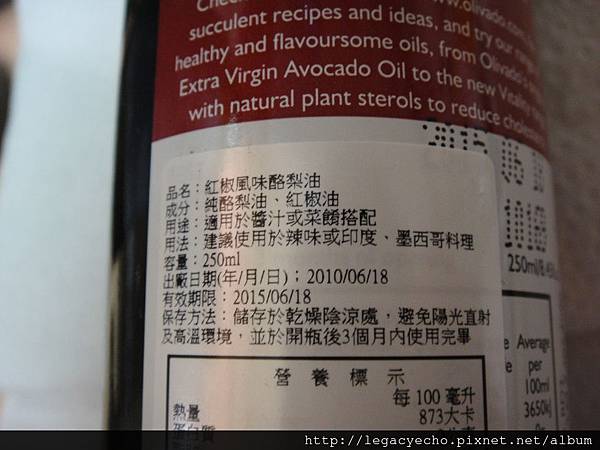 succulent recipes and ideas, and try our
healthy and flavoursome oils, from Olivado's
Extra Virgin Avocado Oil to the new Vitality
with natural plant sterols to reduce
品名：紅椒風味酪梨油
成分：純酪梨油、紅椒油
用途：適用於醬汁或菜餚搭配
用法：建議使用於辣味或印度、墨西哥料理
容量：250ml
出廠日期(年/月/日)；2010/06/18
有效期限：2015/06/18
保存方法：儲存於乾燥陰涼處，避免陽光直射
及高溫環境，並於開瓶後3個月內使用完畢
營養標示
每 100 毫升
熱量 873大卡
蛋白質
250ml/8.45
Average
per
100ml
3650kJ
http://legacyecho.pixnet.net/album